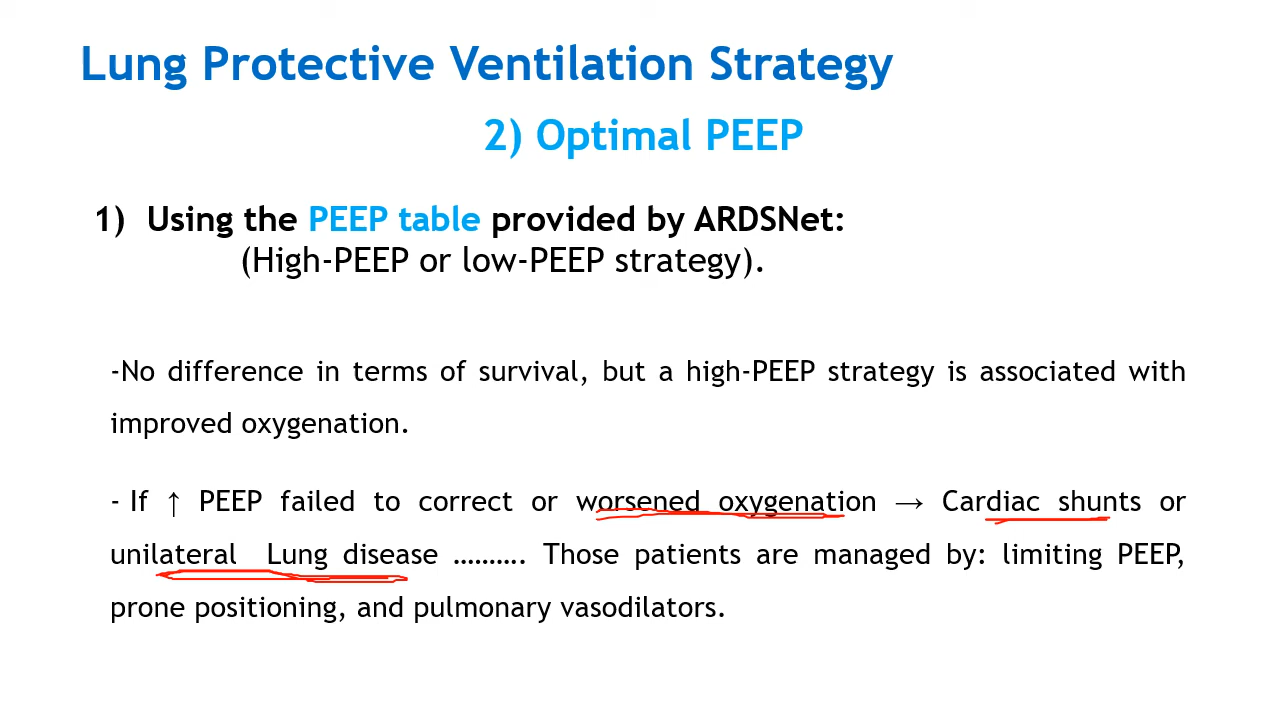 Lung Protective Ventilation Strategy
2) Optimal PEEP
1) Using the PEEP table provided by ARDSNet:
(High-PEEP or low-PEEP strategy).
-No difference in terms of survival, but a high-PEEP strategy is associated with
improved oxygenation.
- If ↑ PEEP failed to correct or worsened oxygenation → Cardiac shunts or
unilateral Lung disease .......... Those patients are managed by: limiting PEEP,
prone positioning, and pulmonary vasodilators.